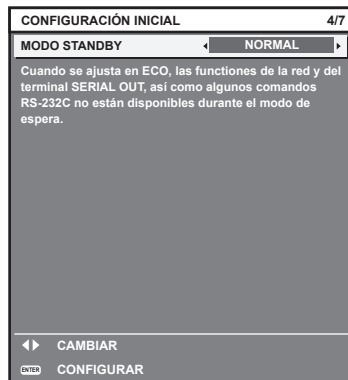 CONFIGURACIÓN INICIAL 4/7
MODO STANDBY NORMAL
Cuando se ajusta en ECO, las functiones de la red y del
terminal SERIAL OUT, así como algunos comandos
RS-232C no están disponibles durante el modo de
espera.
CAMBIAR
ENTER CONFIGURAR